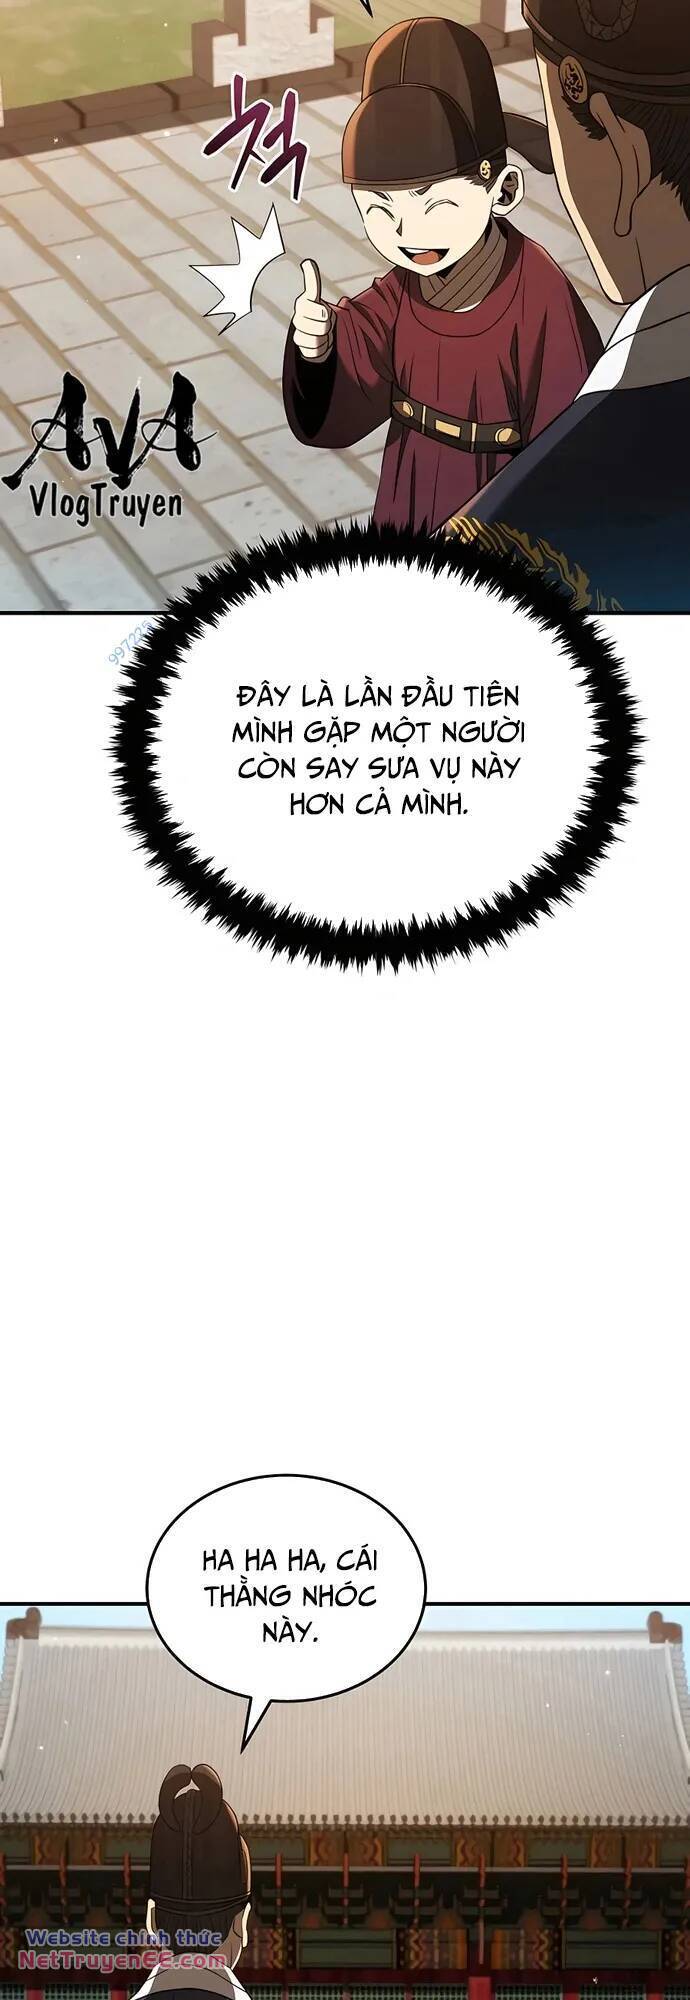 척
AVA
VlogTruyen
997225
ĐÂY LÀ LẦN ĐẦU TIÊN
MÌNH GẶP MỘT NGƯỜI
CÒN SAY SƯA VỤ NÀY
HƠN CẢ MÌNH.
HA HA HA, CÁI
THẰNG NHÓC
NÀY.
Website chính thức
NetTruyenEE.com